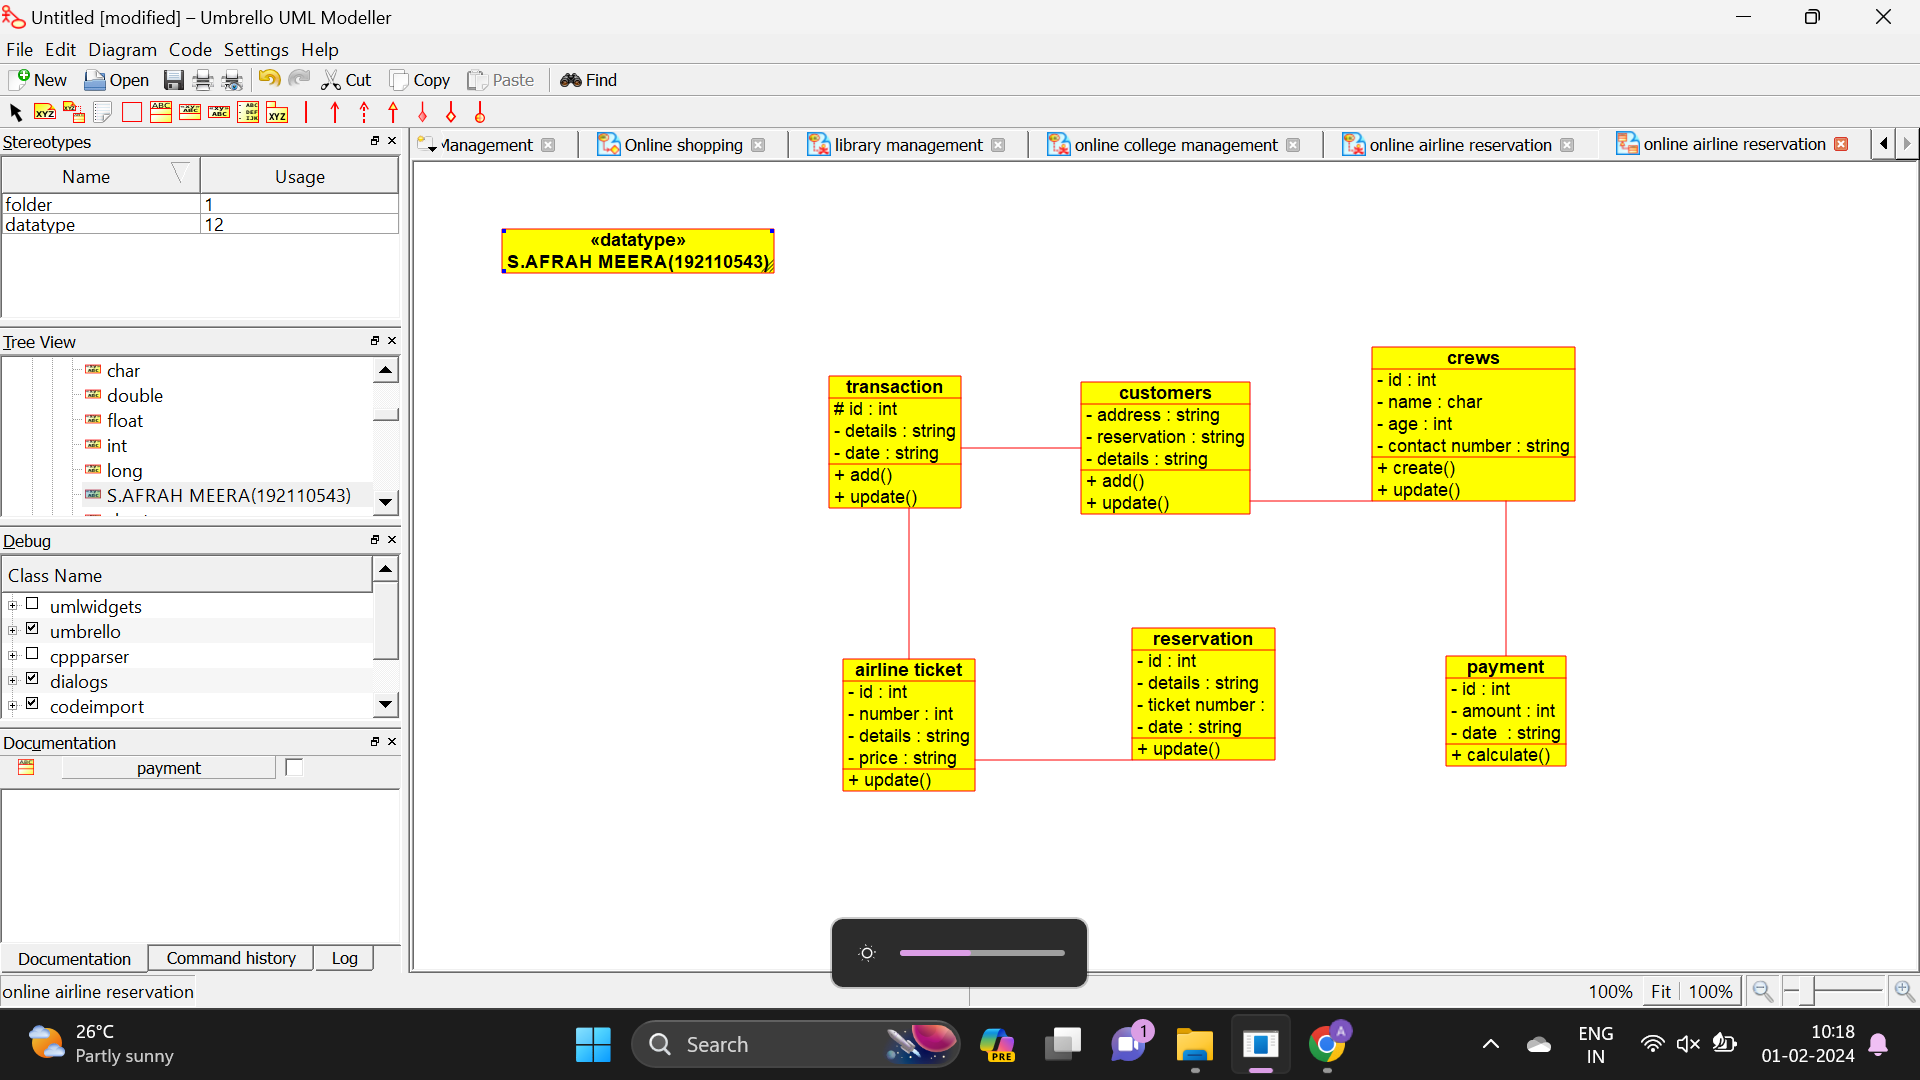 Untitled [modified] – Umbrello UML Modeller
File Edit Diagram Code Settings Help
New Open Cut Copy Paste Find
Stereotypes
Name Usage
folder 1
datatype 12
Tree View
char
double
float
int
long
S.AFRAH MEERA(192110543)
Debug
Class Name
umlwidgets
umbrello
cppparser
dialogs
codeimport
Documentation
payment
Documentation Command history Log
online airline reservation
Management Online shopping library management online college management online airline reservation online airline reservation
«datatype»
S.AFRAH MEERA(192110543)
transaction
# id : int
- details : string
- date : string
+ add()
+ update()
customers
- address : string
- reservation : string
- details : string
+ add()
+ update()
crews
- id : int
- name : char
- age : int
- contact number : string
+ create()
+ update()
airline ticket
- id : int
- number : int
- details : string
- price : string
+ update()
reservation
- id : int
- details : string
- ticket number :
- date : string
+ update()
payment
- id : int
- amount : int
- date  : string
+ calculate()
100% Fit 100%
26°C
Partly sunny
Search
PRE
1
A
ENG
IN
10:18
01-02-2024